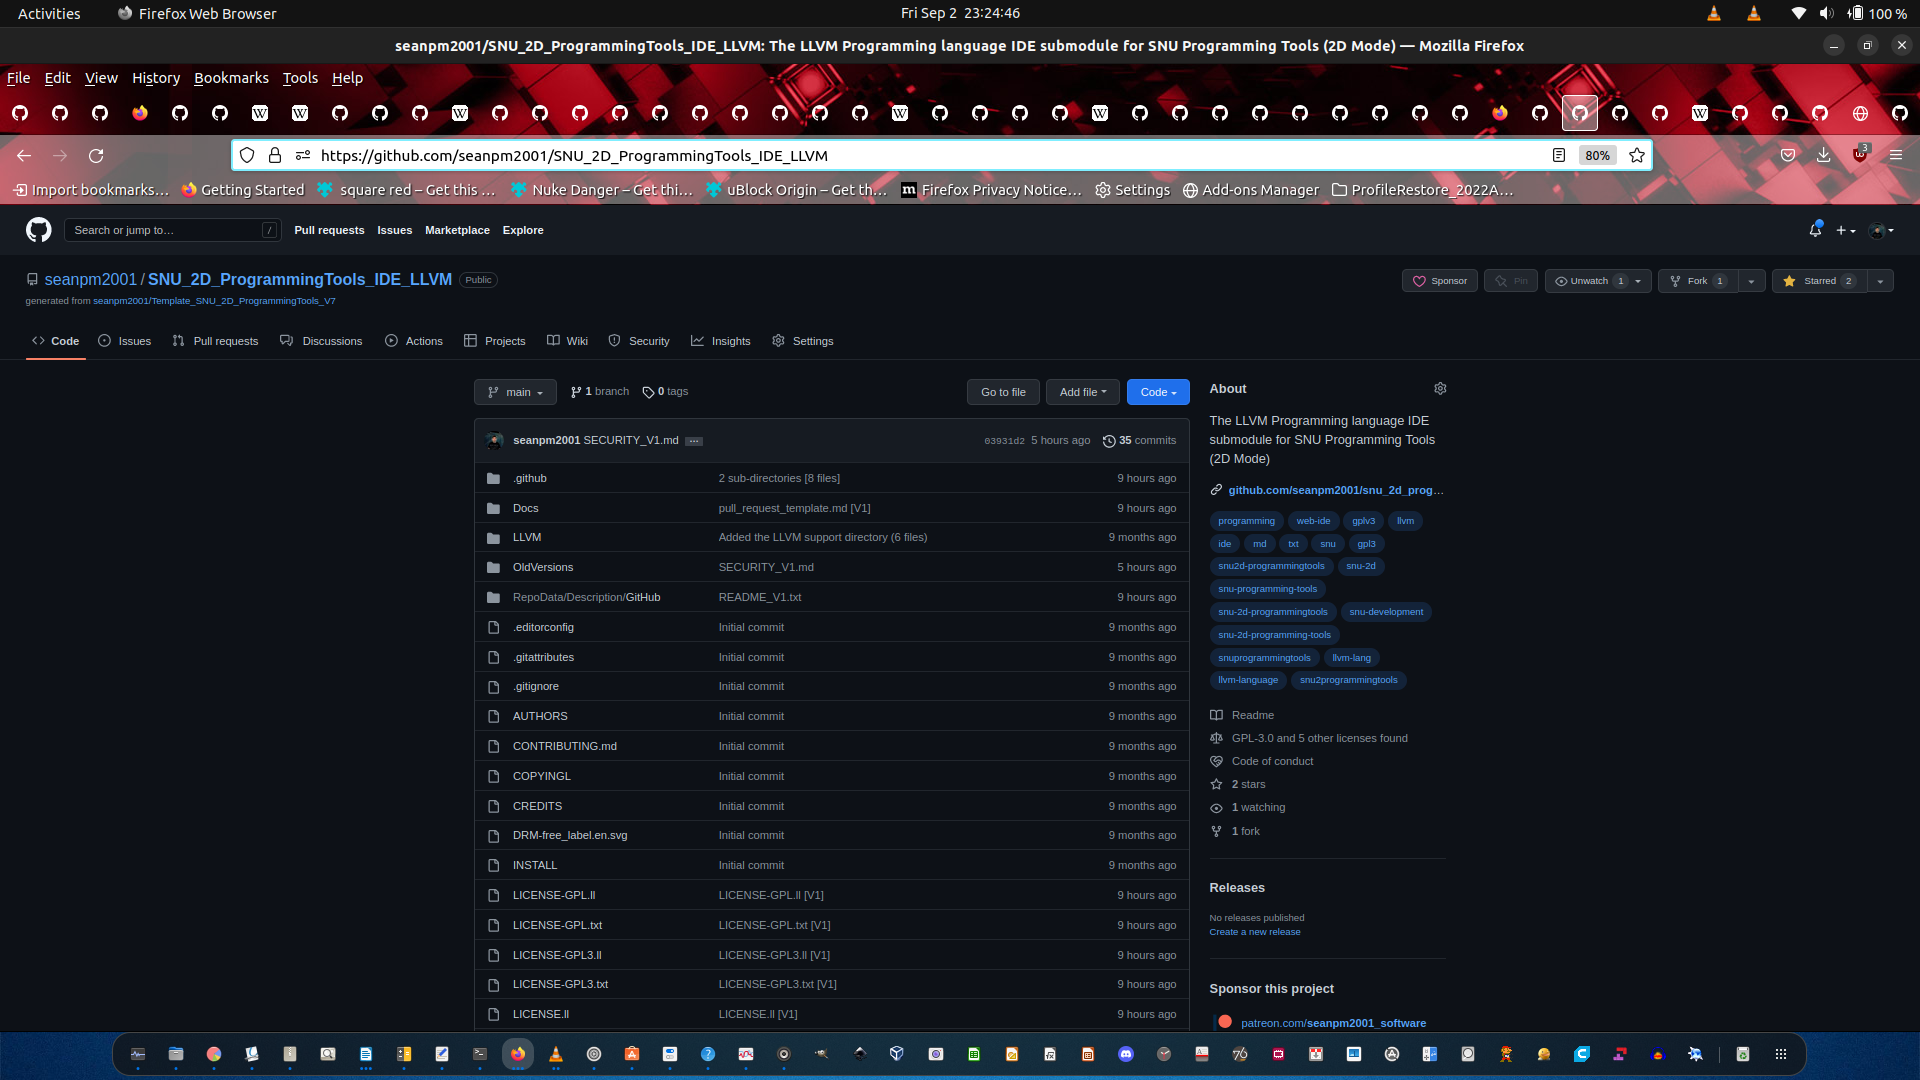 Activities Firefox Web Browser Fri Sep 2 23:24:46 100 %
seanpm2001/SNU_2D_ProgrammingTools_IDE_LLVM: The LLVM Programming language IDE submodule for SNU Programming Tools (2D Mode) — Mozilla Firefox
File Edit View History Bookmarks Tools Help
https://github.com/seanpm2001/SNU_2D_ProgrammingTools_IDE_LLVM 80% 3
Import bookmarks… Getting Started square red – Get this … Nuke Danger – Get thi… uBlock Origin – Get th… Firefox Privacy Notice… Settings Add-ons Manager ProfileRestore_2022A…
Search or jump to… / Pull requests Issues Marketplace Explore
seanpm2001 / SNU_2D_ProgrammingTools_IDE_LLVM Public Sponsor Pin Unwatch 1 Fork 1 Starred 2
generated from seanpm2001/Template_SNU_2D_ProgrammingTools_V7
Code Issues Pull requests Discussions Actions Projects Wiki Security Insights Settings
main 1 branch 0 tags Go to file Add file Code
seanpm2001 SECURITY_V1.md … 03931d2 5 hours ago 35 commits
.github 2 sub-directories [8 files] 9 hours ago
Docs pull_request_template.md [V1] 9 hours ago
LLVM Added the LLVM support directory (6 files) 9 months ago
OldVersions SECURITY_V1.md 5 hours ago
RepoData/Description/GitHub README_V1.txt 9 hours ago
.editorconfig Initial commit 9 months ago
.gitattributes Initial commit 9 months ago
.gitignore Initial commit 9 months ago
AUTHORS Initial commit 9 months ago
CONTRIBUTING.md Initial commit 9 months ago
COPYINGL Initial commit 9 months ago
CREDITS Initial commit 9 months ago
DRM-free_label.en.svg Initial commit 9 months ago
INSTALL Initial commit 9 months ago
LICENSE-GPL.ll LICENSE-GPL.ll [V1] 9 hours ago
LICENSE-GPL.txt LICENSE-GPL.txt [V1] 9 hours ago
LICENSE-GPL3.ll LICENSE-GPL3.ll [V1] 9 hours ago
LICENSE-GPL3.txt LICENSE-GPL3.txt [V1] 9 hours ago
LICENSE.ll LICENSE.ll [V1] 9 hours ago
About
The LLVM Programming language IDE
submodule for SNU Programming Tools
(2D Mode)
github.com/seanpm2001/snu_2d_prog…
programming web-ide gplv3 llvm
ide md txt snu gpl3
snu2d-programmingtools snu-2d
snu-programming-tools
snu-2d-programmingtools snu-development
snu-2d-programming-tools
snuprogrammingtools llvm-lang
llvm-language snu2programmingtools
Readme
GPL-3.0 and 5 other licenses found
Code of conduct
2 stars
1 watching
1 fork
Releases
No releases published
Create a new release
Sponsor this project
patreon.com/seanpm2001_software